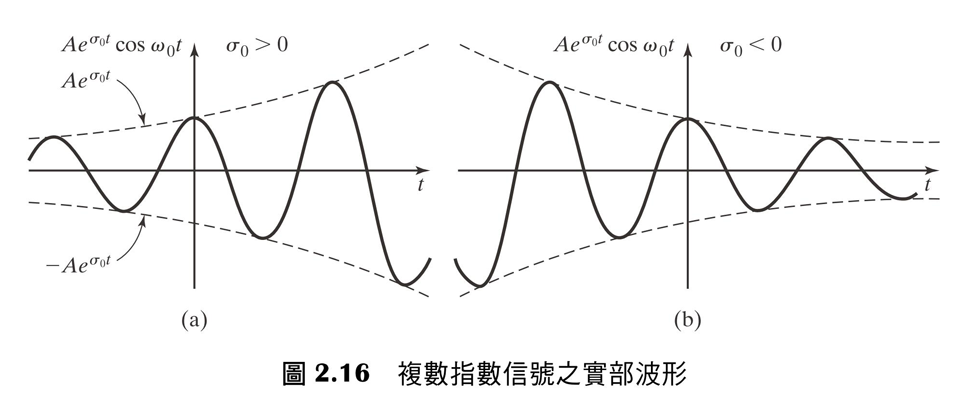 Ae^{σ₀t} cos ω₀t
σ₀ > 0
Ae^{σ₀t}
−Ae^{σ₀t}
t
(a)
Ae^{σ₀t} cos ω₀t
σ₀ < 0
t
(b)
圖 2.16 複數指數信號之實部波形